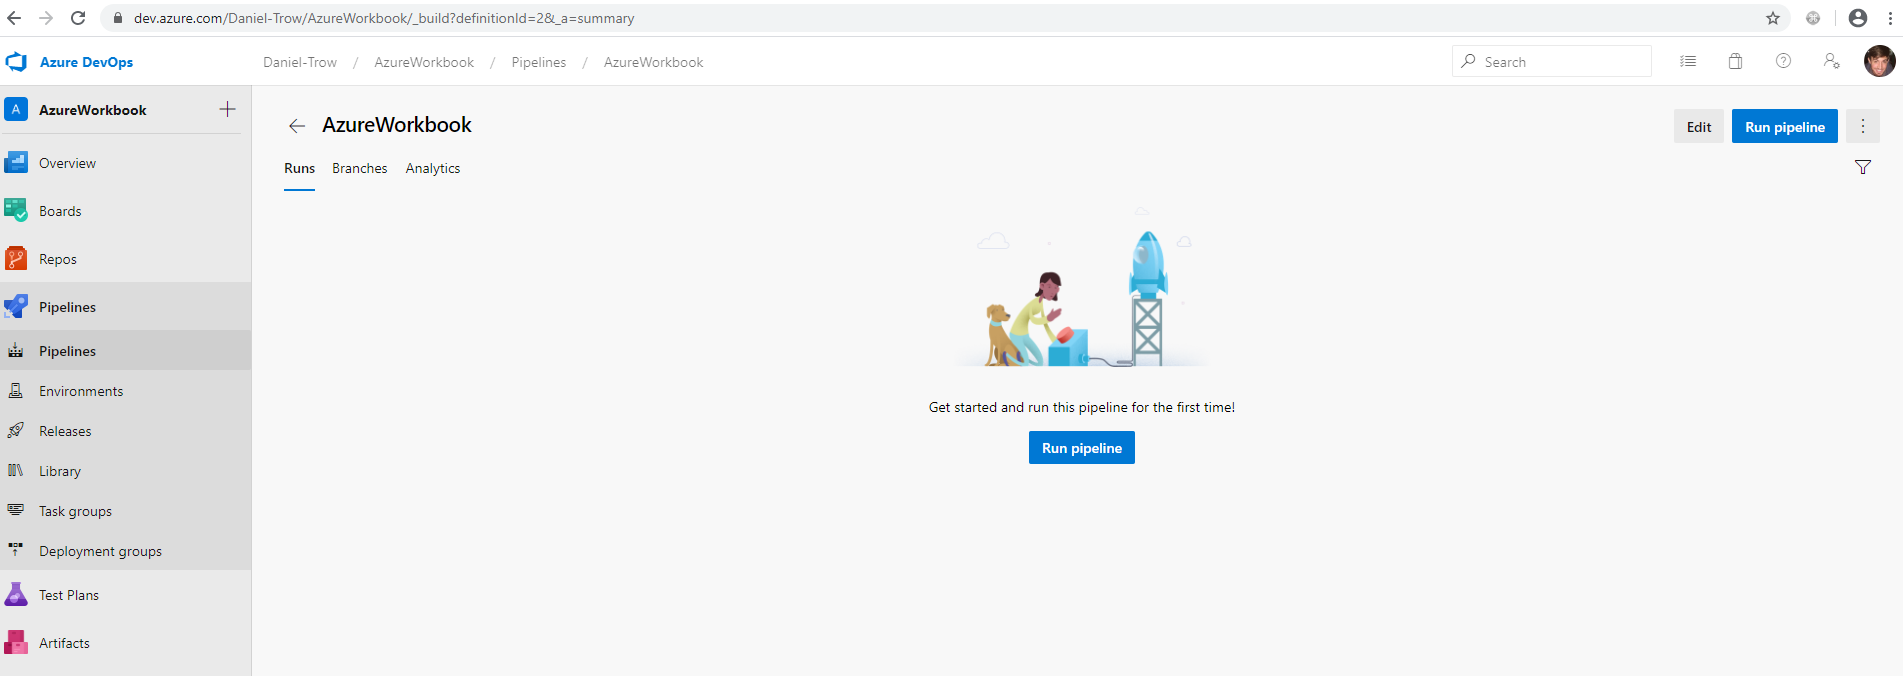 dev.azure.com/Daniel-Trow/AzureWorkbook/_build?definitionId=2&_a=summary
Azure DevOps
Daniel-Trow / AzureWorkbook / Pipelines / AzureWorkbook
Search
A AzureWorkbook
AzureWorkbook
Edit
Run pipeline
Overview
Runs Branches Analytics
Boards
Repos
Pipelines
Pipelines
Environments
Get started and run this pipeline for the first time!
Releases
Run pipeline
Library
Task groups
Deployment groups
Test Plans
Artifacts